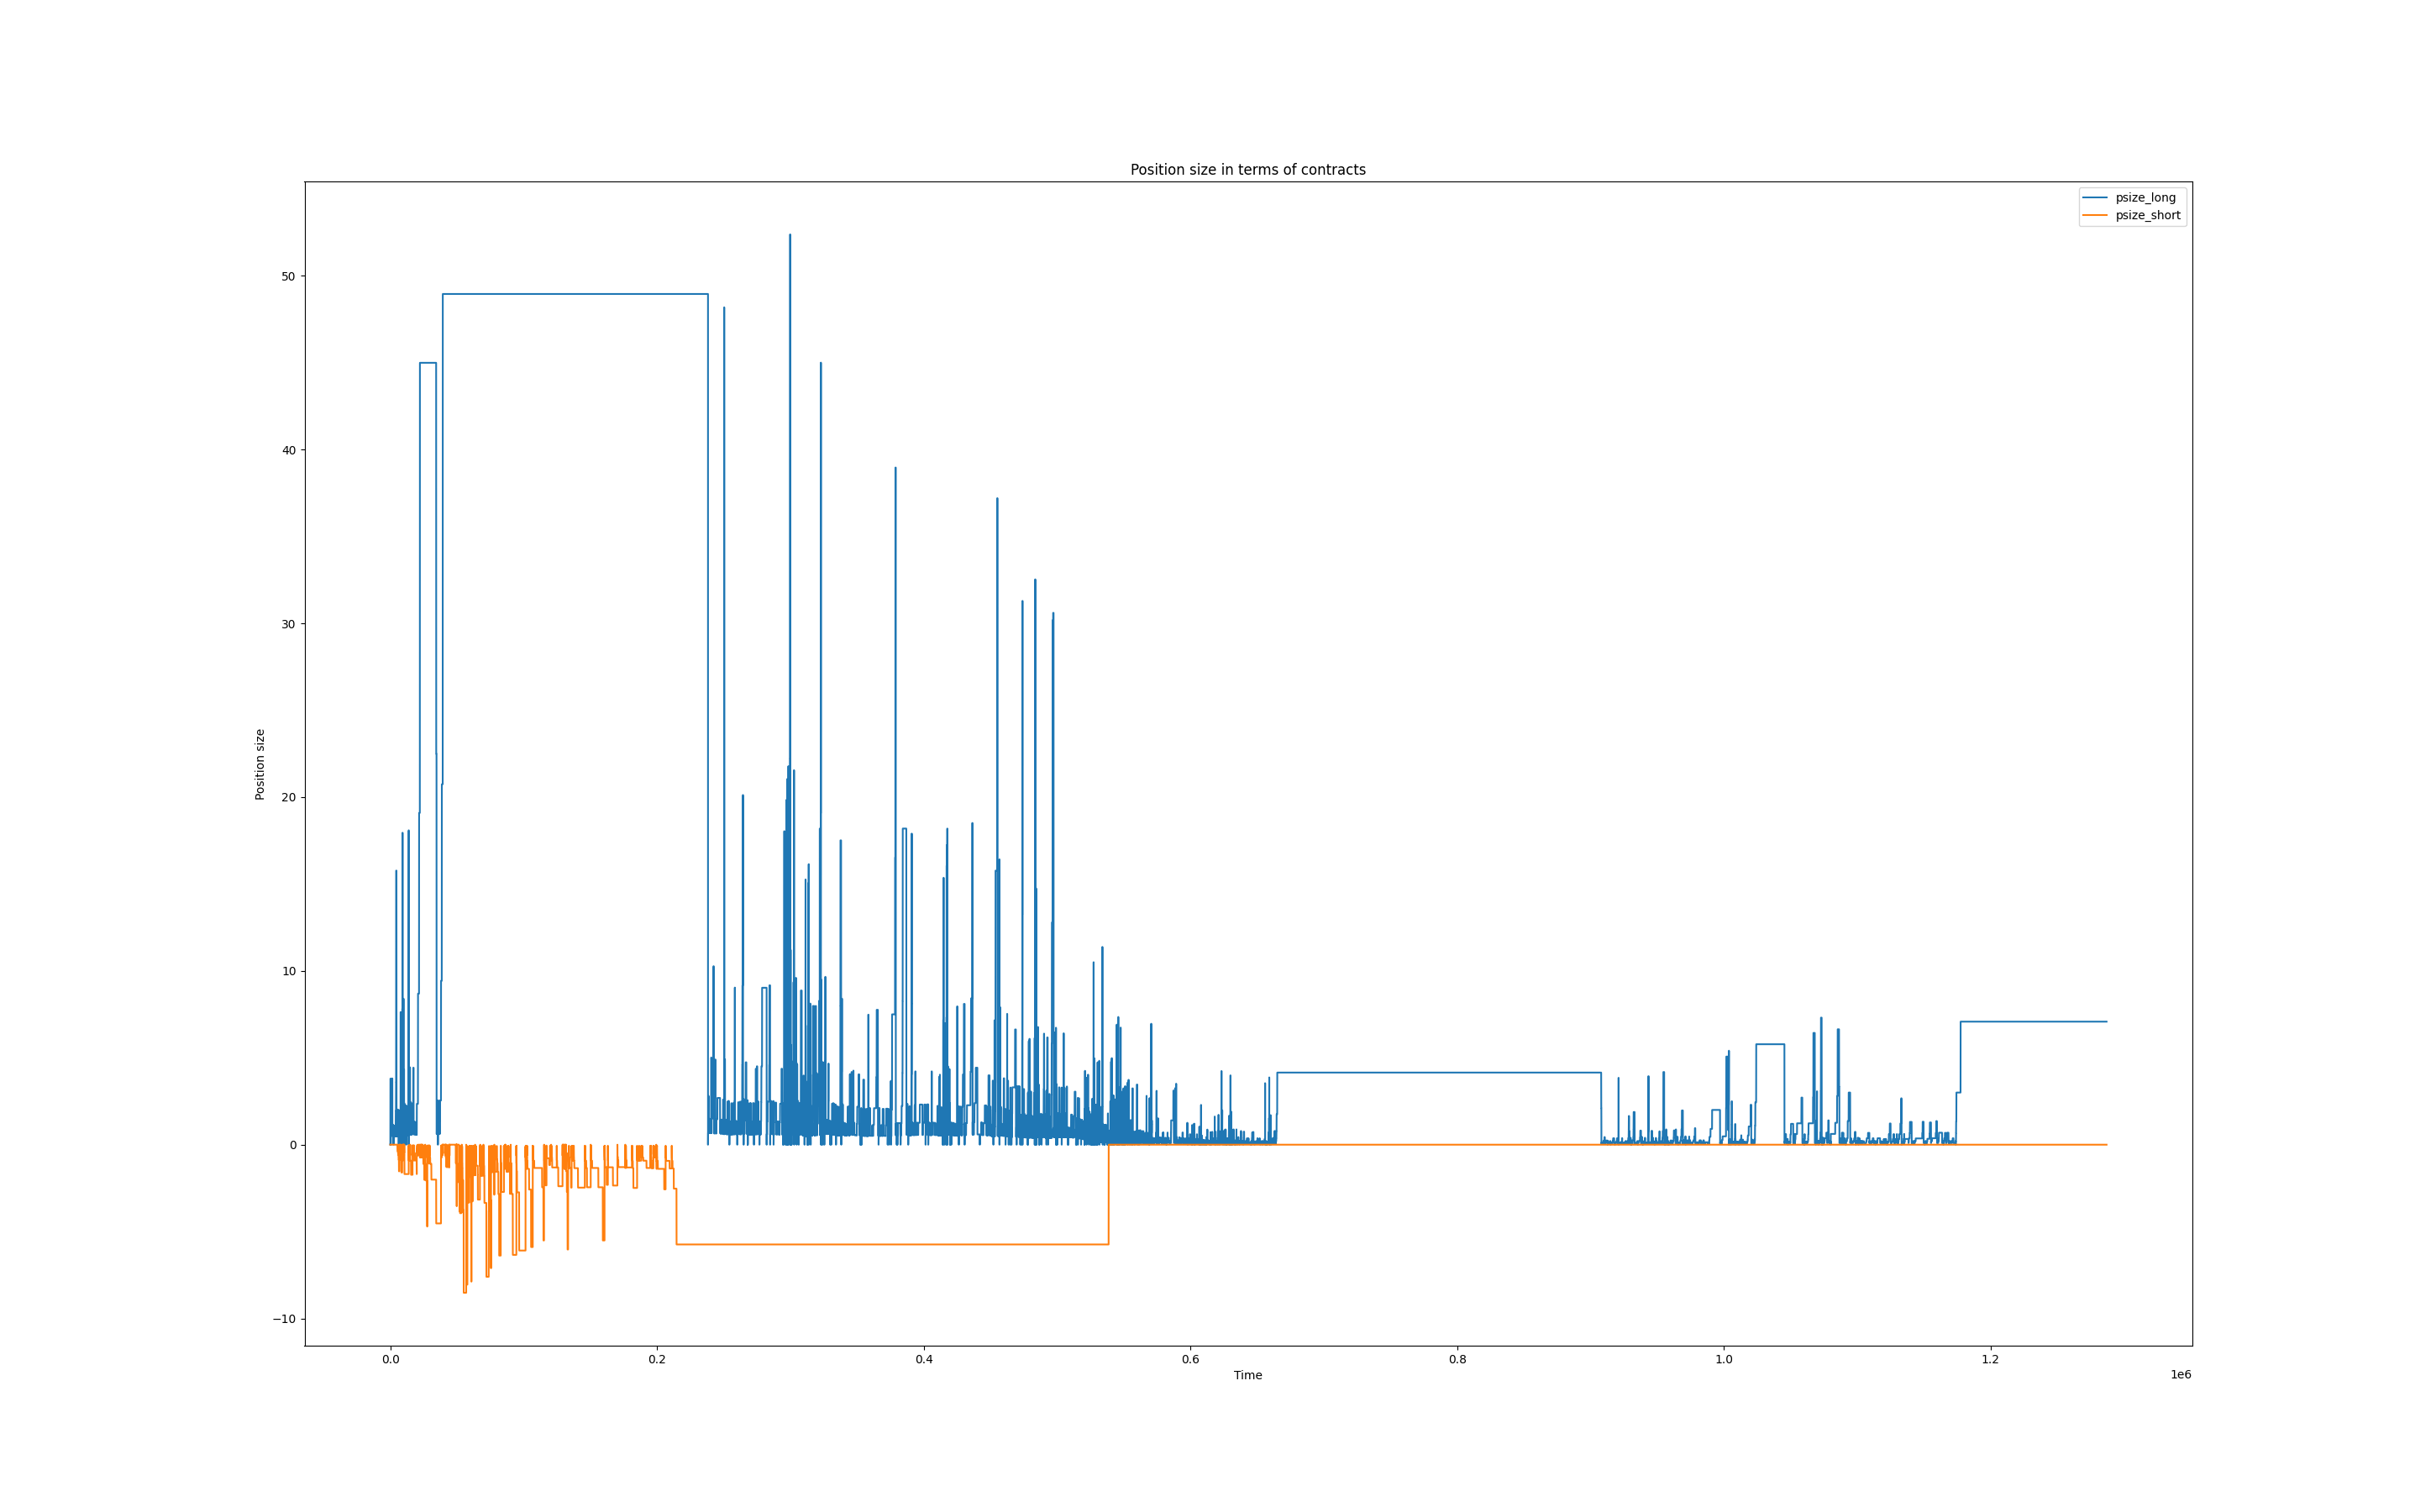 Position size in terms of contracts
psize_long
psize_short
Position size
50
40
30
20
10
0
−10
0.0 0.2 0.4 0.6 0.8 1.0 1.2
Time
1e6